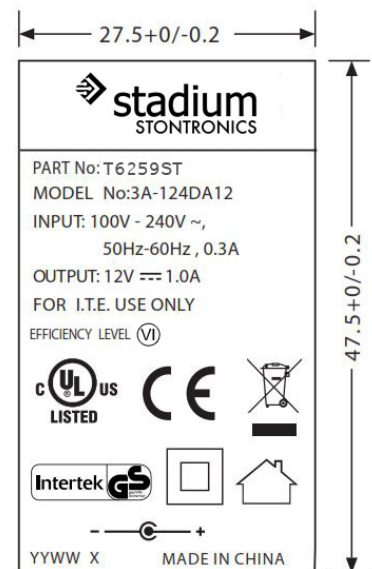 27.5+0/-0.2
stadium
STONTRONICS
PART No: T6259ST
MODEL No:3A-124DA12
INPUT: 100V - 240V ~,
50Hz-60Hz , 0.3A
OUTPUT: 12V ⎓ 1.0A
FOR I.T.E. USE ONLY
EFFICIENCY LEVEL VI
47.5+0/-0.2
c UL US
LISTED
CE
Intertek GS
- +
YYWW X MADE IN CHINA